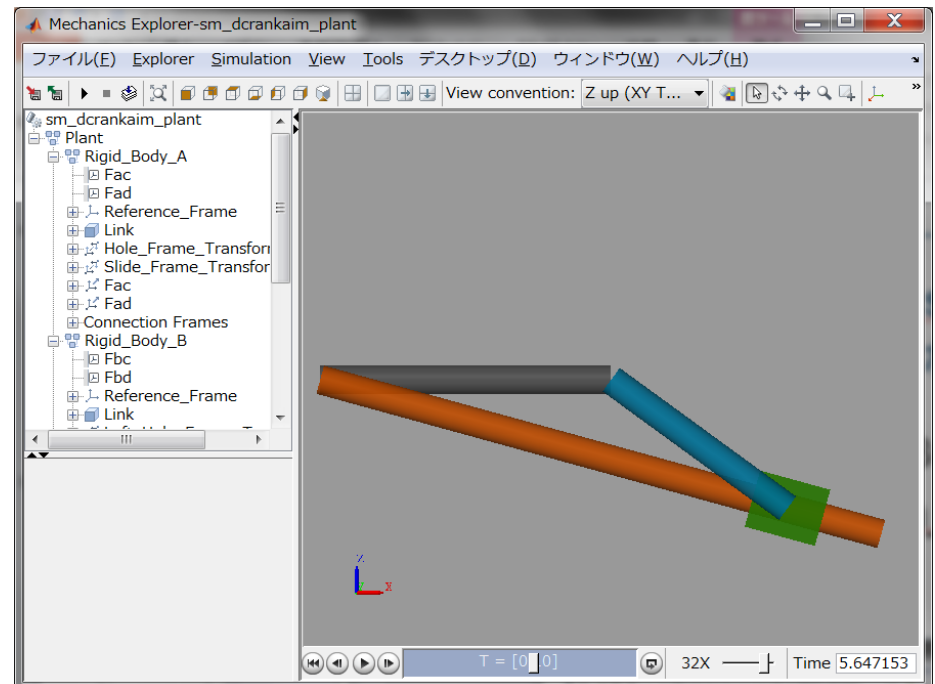 Mechanics Explorer-sm_dcrankaim_plant
ファイル(F) Explorer Simulation View Tools デスクトップ(D) ウィンドウ(W) ヘルプ(H)
View convention: Z up (XY T...
sm_dcrankaim_plant
Plant
Rigid_Body_A
Fac
Fad
Reference_Frame
Link
Hole_Frame_Transfor
Slide_Frame_Transfor
Fac
Fad
Connection Frames
Rigid_Body_B
Fbc
Fbd
Reference_Frame
Link
Z
X
T = [0 10]
32X
Time 5.647153